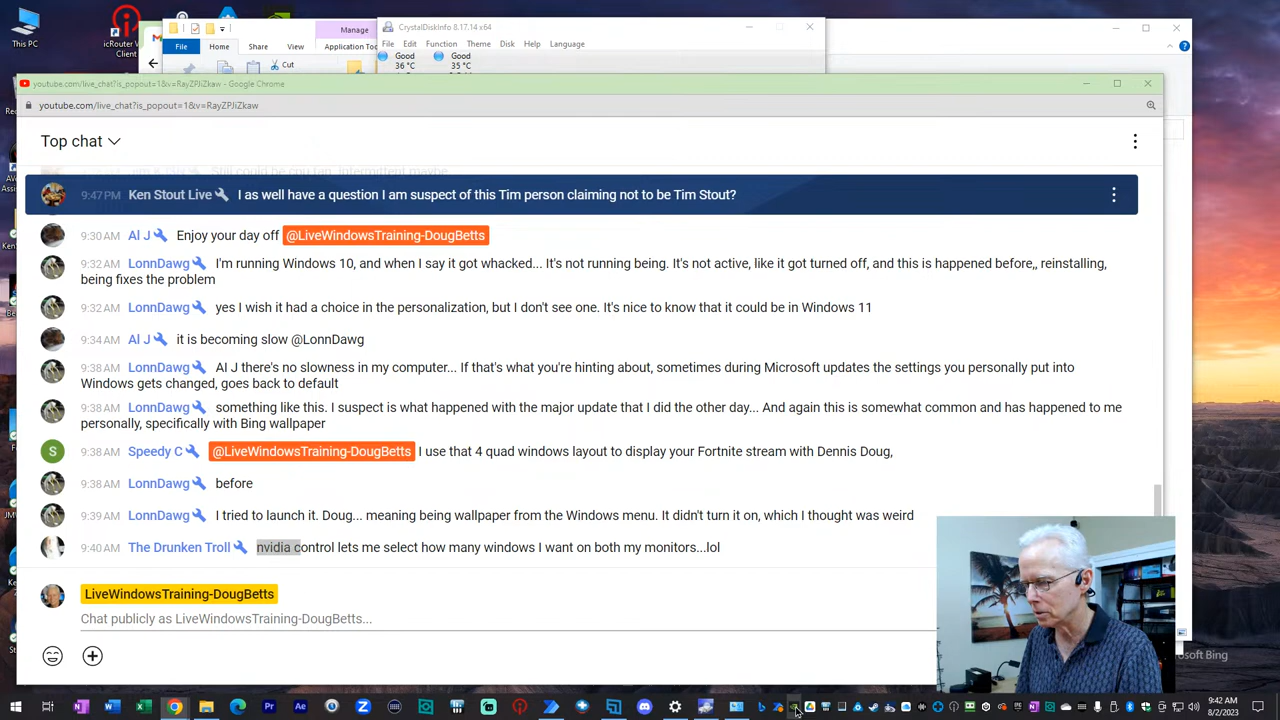 This PC
icRouter
Client
Manage
File
Home
Share
View
Application Tools
Cut
CrystalDiskInfo 8.17.14 x64
File
Edit
Function
Theme
Disk
Help
Language
Good
36 °C
Good
35 °C
youtube.com/live_chat?is_popout=1&v=RayZPJiZkaw - Google Chrome
youtube.com/live_chat?is_popout=1&v=RayZPJiZkaw
Top chat
9:47 PM Ken Stout Live I as well have a question I am suspect of this Tim person claiming not to be Tim Stout?
9:30 AM Al J Enjoy your day off @LiveWindowsTraining-DougBetts
9:32 AM LonnDawg I'm running Windows 10, and when I say it got whacked... It's not running being. It's not active, like it got turned off, and this is happened before,, reinstalling,
being fixes the problem
9:32 AM LonnDawg yes I wish it had a choice in the personalization, but I don't see one. It's nice to know that it could be in Windows 11
9:34 AM Al J it is becoming slow @LonnDawg
9:38 AM LonnDawg Al J there's no slowness in my computer... If that's what you're hinting about, sometimes during Microsoft updates the settings you personally put into
Windows gets changed, goes back to default
9:38 AM LonnDawg something like this. I suspect is what happened with the major update that I did the other day... And again this is somewhat common and has happened to me
personally, specifically with Bing wallpaper
S
9:38 AM Speedy C @LiveWindowsTraining-DougBetts I use that 4 quad windows layout to display your Fortnite stream with Dennis Doug,
9:38 AM LonnDawg before
9:39 AM LonnDawg I tried to launch it. Doug... meaning being wallpaper from the Windows menu. It didn't turn it on, which I thought was weird
9:40 AM The Drunken Troll nvidia control lets me select how many windows I want on both my monitors...lol
LiveWindowsTraining-DougBetts
Chat publicly as LiveWindowsTraining-DougBetts...
osoft Bing
9:42 AM
8/2/2023